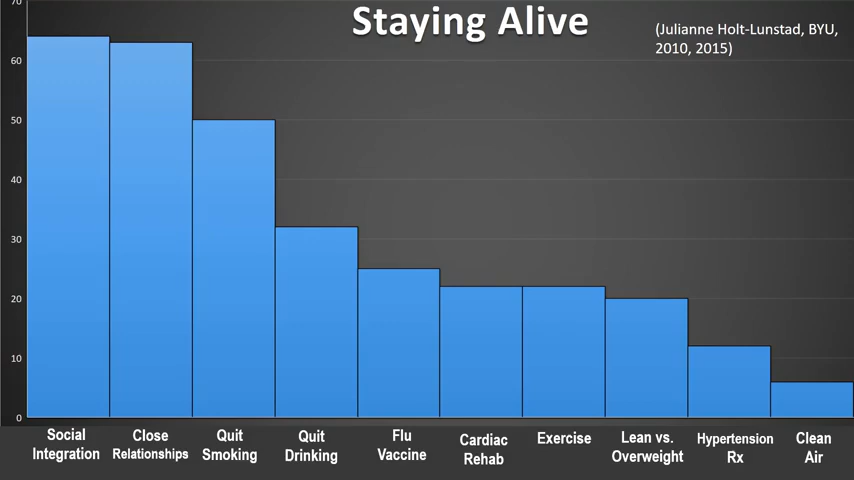 Staying Alive
(Julianne Holt-Lunstad, BYU,
2010, 2015)
70
60
50
40
30
20
10
0
Social
Integration
Close
Relationships
Quit
Smoking
Quit
Drinking
Flu
Vaccine
Cardiac
Rehab
Exercise
Lean vs.
Overweight
Hypertension
Rx
Clean
Air